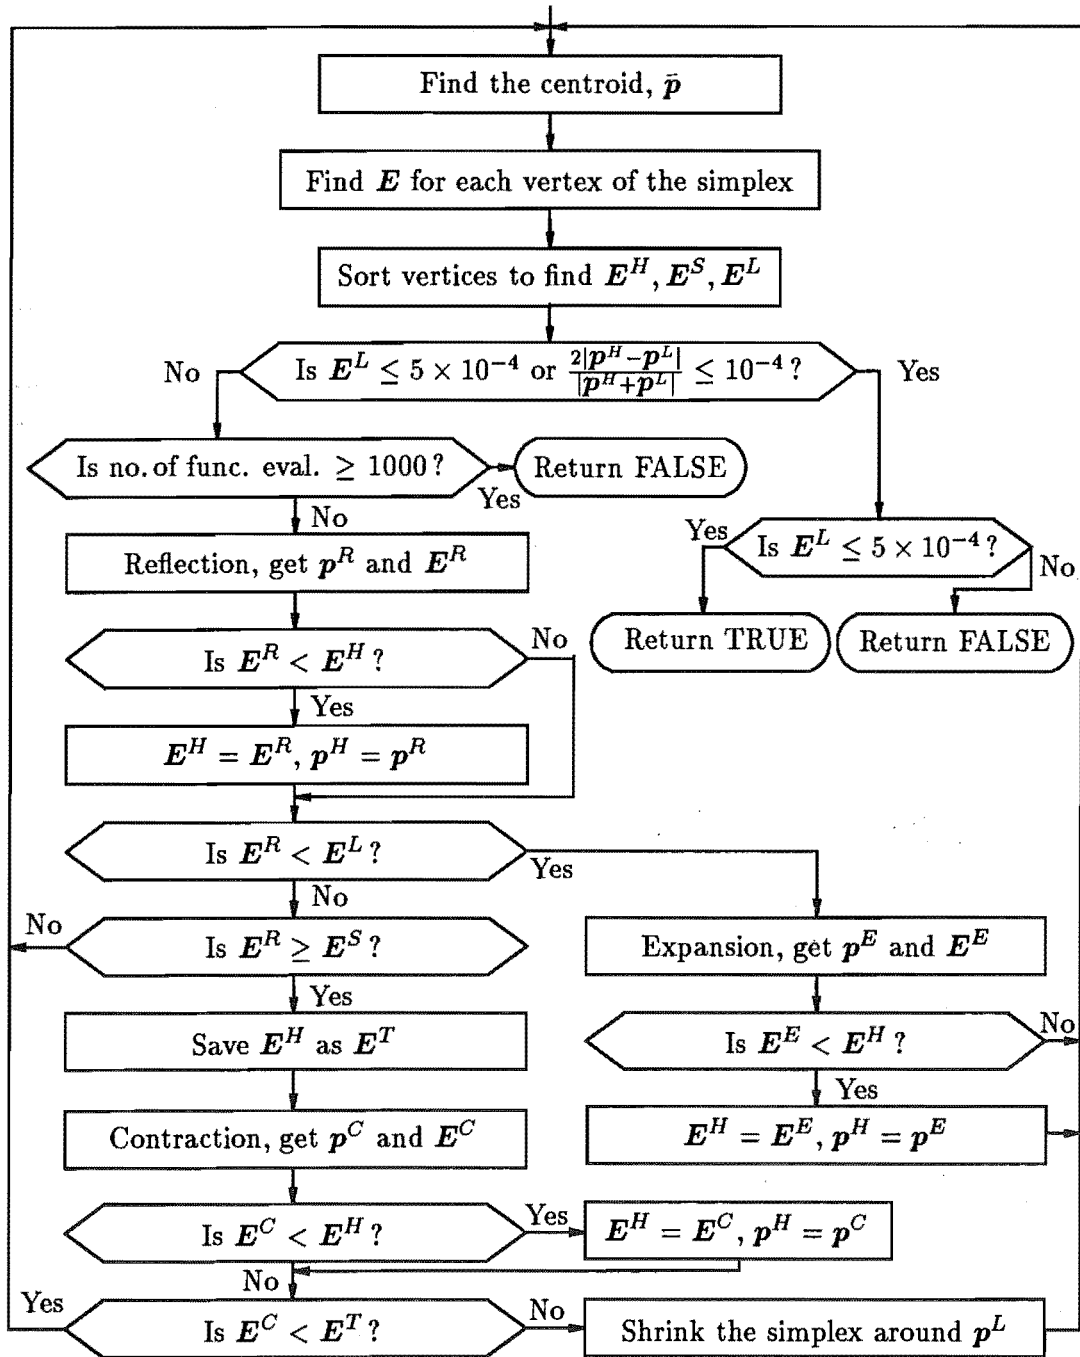 Find the centroid, p̄
Find E for each vertex of the simplex
Sort vertices to find E^H, E^S, E^L
No
Is E^L ≤ 5 × 10^−4 or 2|p^H−p^L| / |p^H+p^L| ≤ 10^−4 ?
Yes
Is no. of func. eval. ≥ 1000 ?
Yes
Return FALSE
No
Reflection, get p^R and E^R
Yes
Is E^L ≤ 5 × 10^−4 ?
No
Return TRUE
Return FALSE
Is E^R < E^H ?
No
Yes
E^H = E^R, p^H = p^R
Is E^R < E^L ?
Yes
No
No
Is E^R ≥ E^S ?
Expansion, get p^E and E^E
Yes
Save E^H as E^T
Is E^E < E^H ?
No
Yes
Contraction, get p^C and E^C
E^H = E^E, p^H = p^E
Is E^C < E^H ?
Yes
E^H = E^C, p^H = p^C
No
Yes
Is E^C < E^T ?
No
Shrink the simplex around p^L